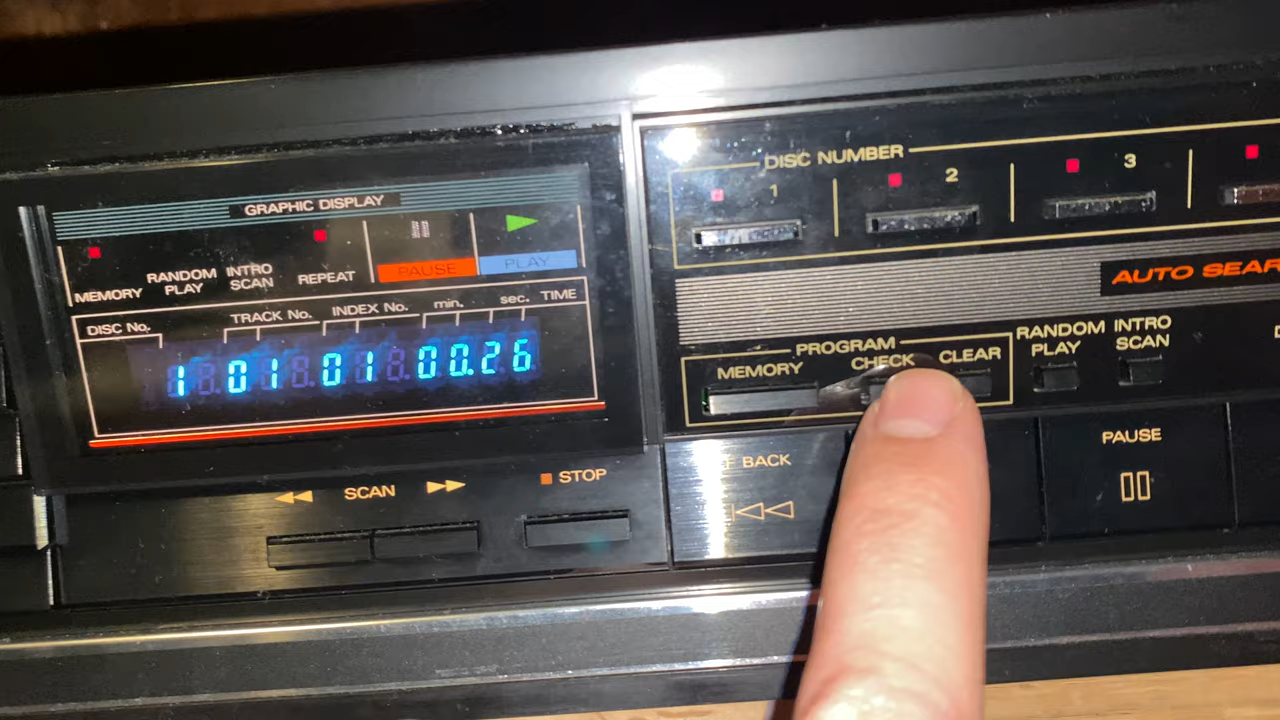 GRAPHIC DISPLAY
MEMORY
RANDOM
PLAY
INTRO
SCAN
REPEAT
PAUSE
PLAY
DISC No.
TRACK No.
INDEX No.
min.
sec.
TIME
1 01 01 00.26
SCAN
STOP
DISC NUMBER
1
2
3
PROGRAM
MEMORY
CHECK
CLEAR
RANDOM
PLAY
INTRO
SCAN
BACK
PAUSE